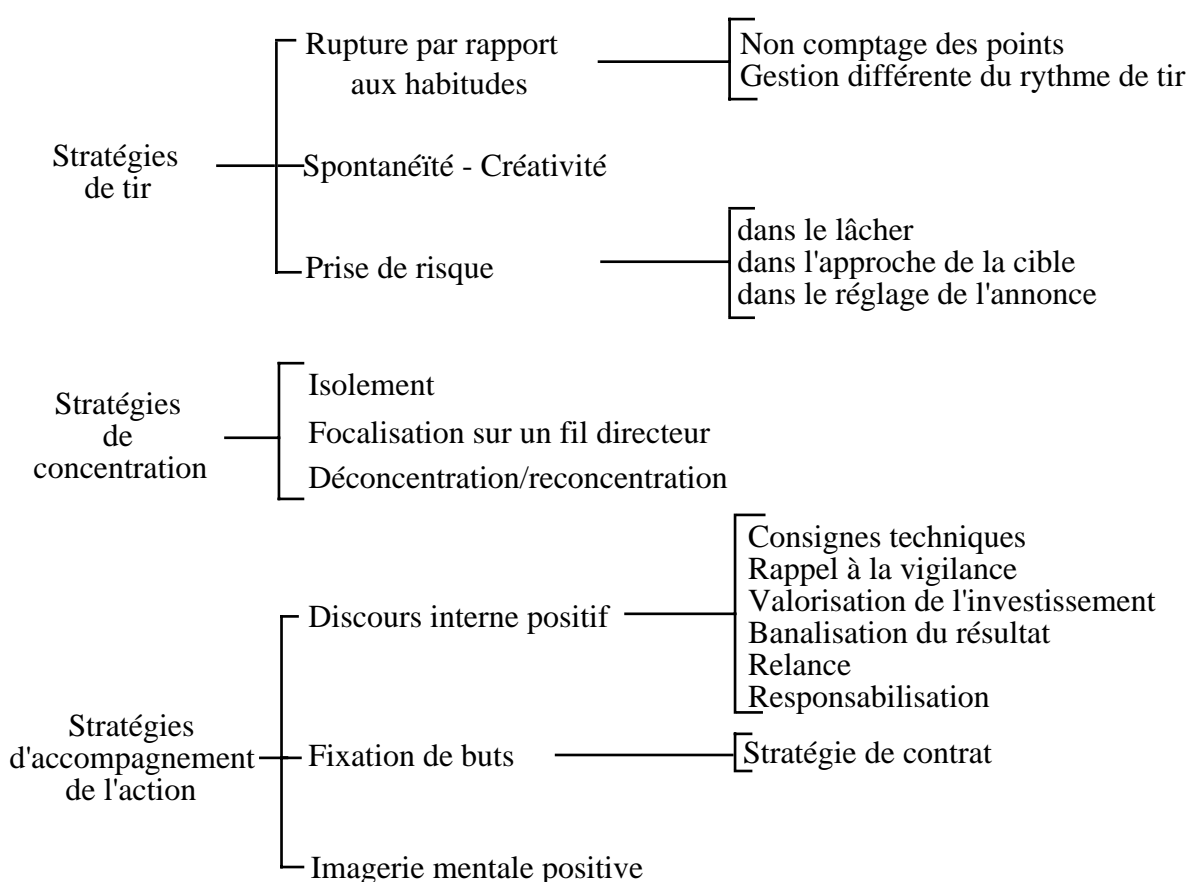 Stratégies
de tir
Rupture par rapport
aux habitudes
Non comptage des points
Gestion différente du rythme de tir
Spontanéïté - Créativité
Prise de risque
dans le lâcher
dans l'approche de la cible
dans le réglage de l'annonce
Stratégies
de
concentration
Isolement
Focalisation sur un fil directeur
Déconcentration/reconcentration
Stratégies
d'accompagnement
de l'action
Discours interne positif
Consignes techniques
Rappel à la vigilance
Valorisation de l'investissement
Banalisation du résultat
Relance
Responsabilisation
Fixation de buts
Stratégie de contrat
Imagerie mentale positive